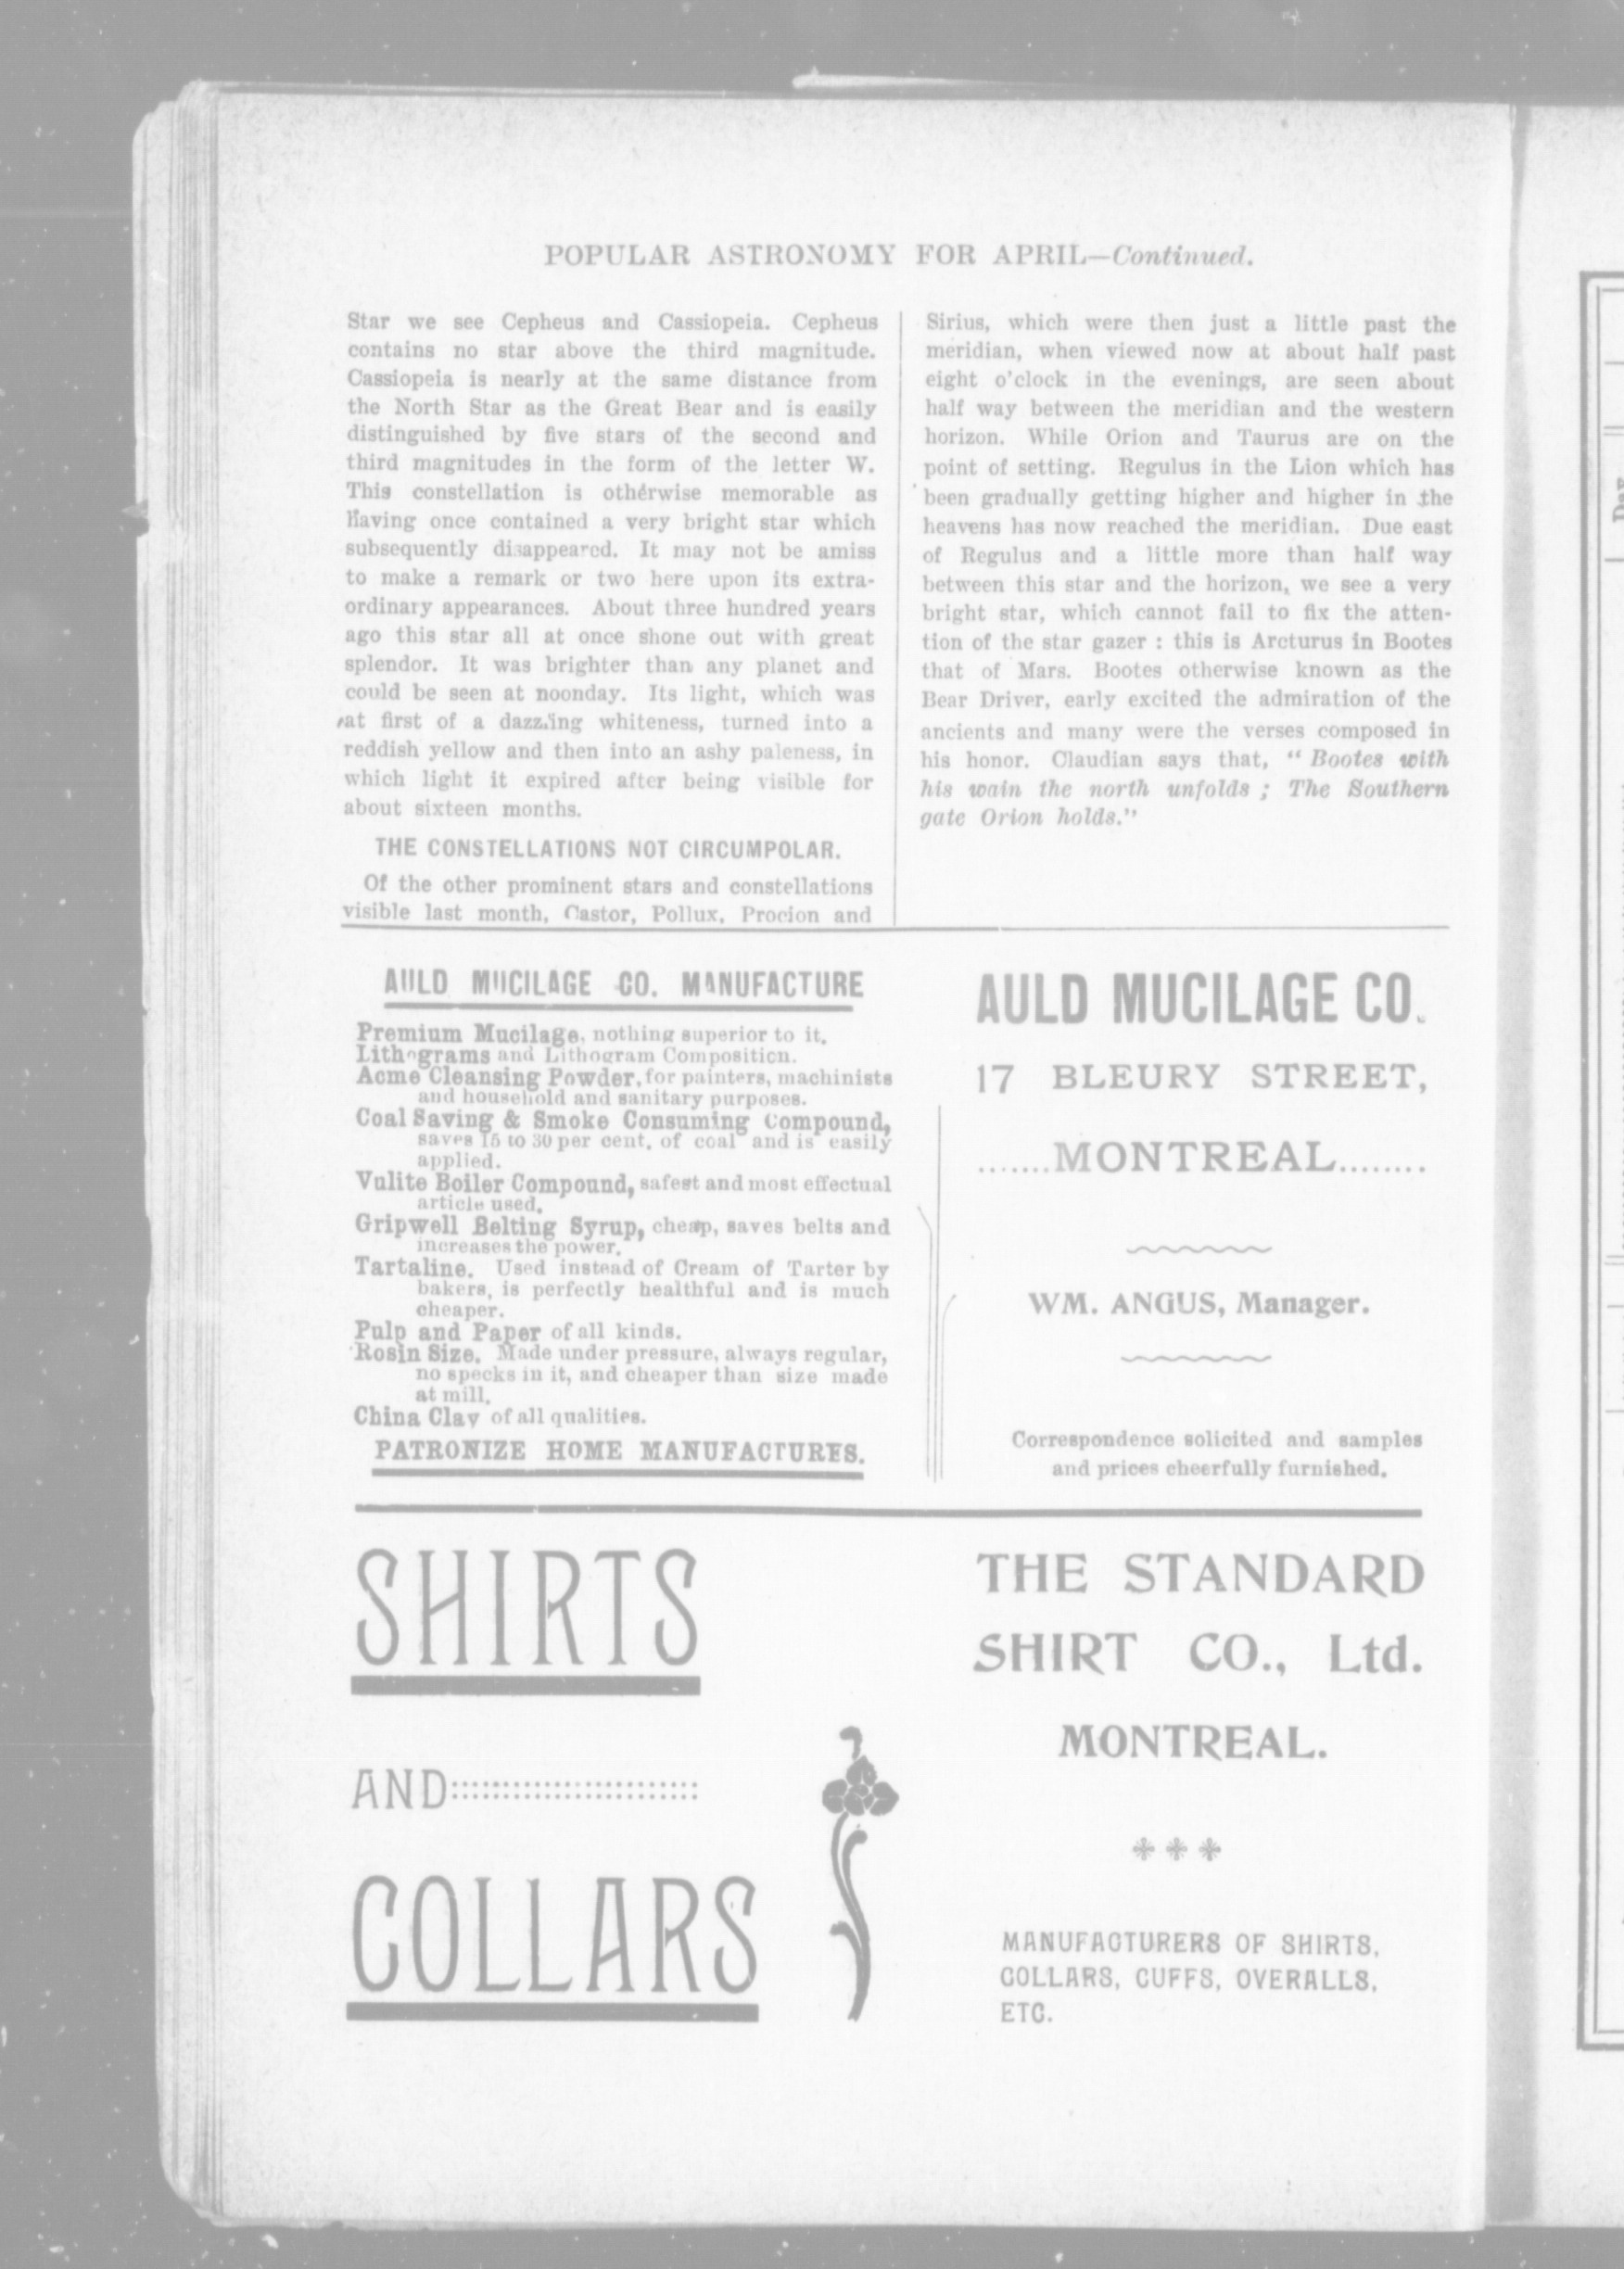 POPULAR ASTRONOMY FOR APRIL—Continued.
Star we see Cepheus and Cassiopeia. Cepheus
contains no star above the third magnitude.
Cassiopeia is nearly at the same distance from
the North Star as the Great Bear and is easily
distinguished by five stars of the second and
third magnitudes in the form of the letter W.
This constellation is otherwise memorable as
having once contained a very bright star which
subsequently disappeared. It may not be amiss
to make a remark or two here upon its extra-
ordinary appearances. About three hundred years
ago this star all at once shone out with great
splendor. It was brighter than any planet and
could be seen at noonday. Its light, which was
at first of a dazzling whiteness, turned into a
reddish yellow and then into an ashy paleness, in
which light it expired after being visible for
about sixteen months.
THE CONSTELLATIONS NOT CIRCUMPOLAR.
Of the other prominent stars and constellations
visible last month, Castor, Pollux, Procion and
Sirius, which were then just a little past the
meridian, when viewed now at about half past
eight o'clock in the evenings, are seen about
half way between the meridian and the western
horizon. While Orion and Taurus are on the
point of setting. Regulus in the Lion which has
been gradually getting higher and higher in the
heavens has now reached the meridian. Due east
of Regulus and a little more than half way
between this star and the horizon, we see a very
bright star, which cannot fail to fix the atten-
tion of the star gazer : this is Arcturus in Bootes
that of Mars. Bootes otherwise known as the
Bear Driver, early excited the admiration of the
ancients and many were the verses composed in
his honor. Claudian says that, " Bootes with
his wain the north unfolds ; The Southern
gate Orion holds."
AULD MUCILAGE CO. MANUFACTURE
Premium Mucilage, nothing superior to it.
Lithograms and Lithogram Composition.
Acme Cleansing Powder, for painters, machinists
and household and sanitary purposes.
Coal Saving & Smoke Consuming Compound,
saves 15 to 30 per cent. of coal and is easily
applied.
Vulite Boiler Compound, safest and most effectual
article used.
Gripwell Belting Syrup, cheap, saves belts and
increases the power.
Tartaline. Used instead of Cream of Tarter by
bakers, is perfectly healthful and is much
cheaper.
Pulp and Paper of all kinds.
Rosin Size. Made under pressure, always regular,
no specks in it, and cheaper than size made
at mill.
China Clay of all qualities.
PATRONIZE HOME MANUFACTURES.
AULD MUCILAGE CO.
17 BLEURY STREET,
.......MONTREAL........
WM. ANGUS, Manager.
Correspondence solicited and samples
and prices cheerfully furnished.
SHIRTS
AND
COLLARS
THE STANDARD
SHIRT CO., Ltd.
MONTREAL.
MANUFACTURERS OF SHIRTS,
COLLARS, CUFFS, OVERALLS,
ETC.